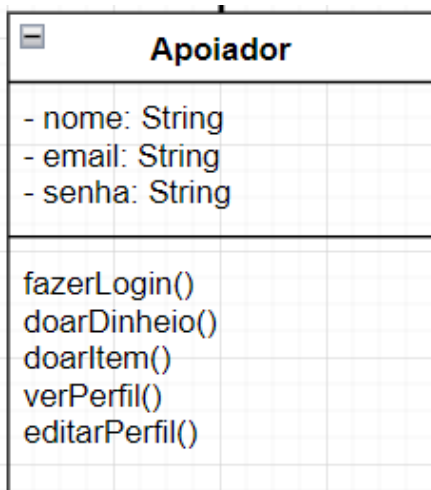 Apoiador
- nome: String
- email: String
- senha: String
fazerLogin()
doarDinheio()
doarItem()
verPerfil()
editarPerfil()